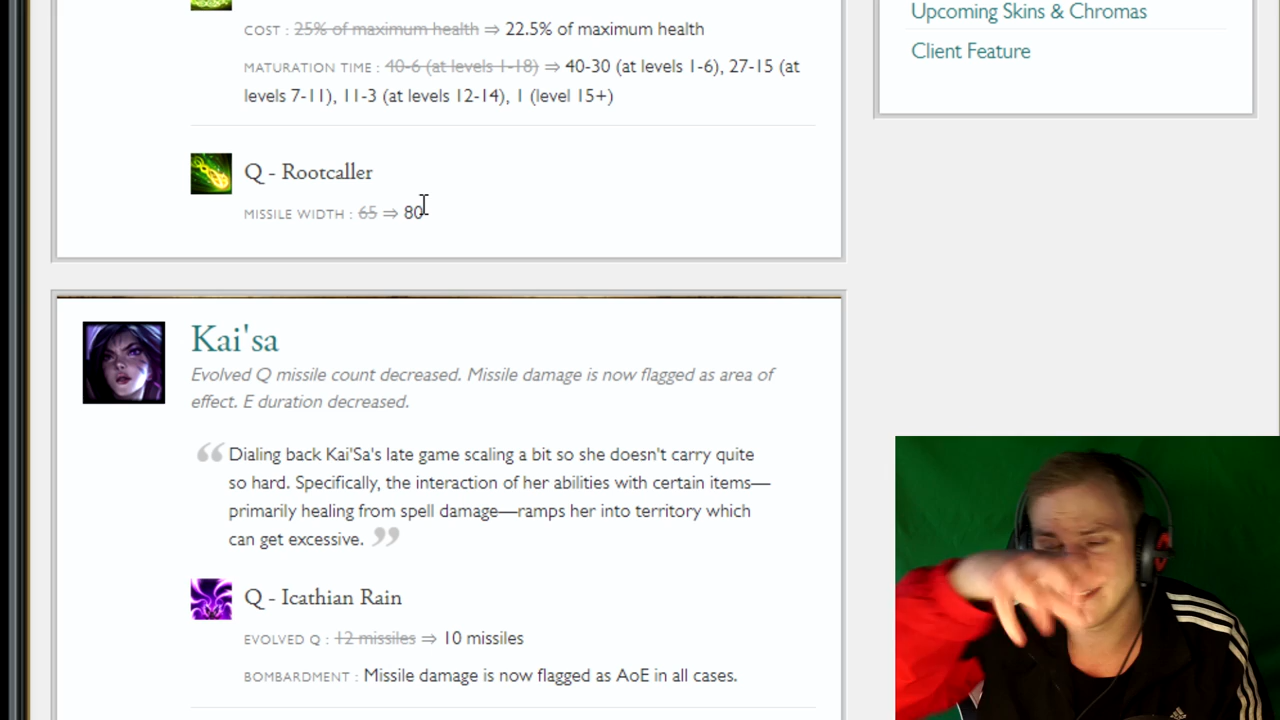 COST : 25% of maximum health ⇒ 22.5% of maximum health
MATURATION TIME : 40-6 (at levels 1-18) ⇒ 40-30 (at levels 1-6), 27-15 (at
levels 7-11), 11-3 (at levels 12-14), 1 (level 15+)
Q - Rootcaller
MISSILE WIDTH : 65 ⇒ 80
Kai'sa
Evolved Q missile count decreased. Missile damage is now flagged as area of
effect. E duration decreased.
“ Dialing back Kai'Sa's late game scaling a bit so she doesn't carry quite
so hard. Specifically, the interaction of her abilities with certain items—
primarily healing from spell damage—ramps her into territory which
can get excessive. ”
Q - Icathian Rain
EVOLVED Q : 12 missiles ⇒ 10 missiles
BOMBARDMENT : Missile damage is now flagged as AoE in all cases.
Upcoming Skins & Chromas
Client Feature
adidas